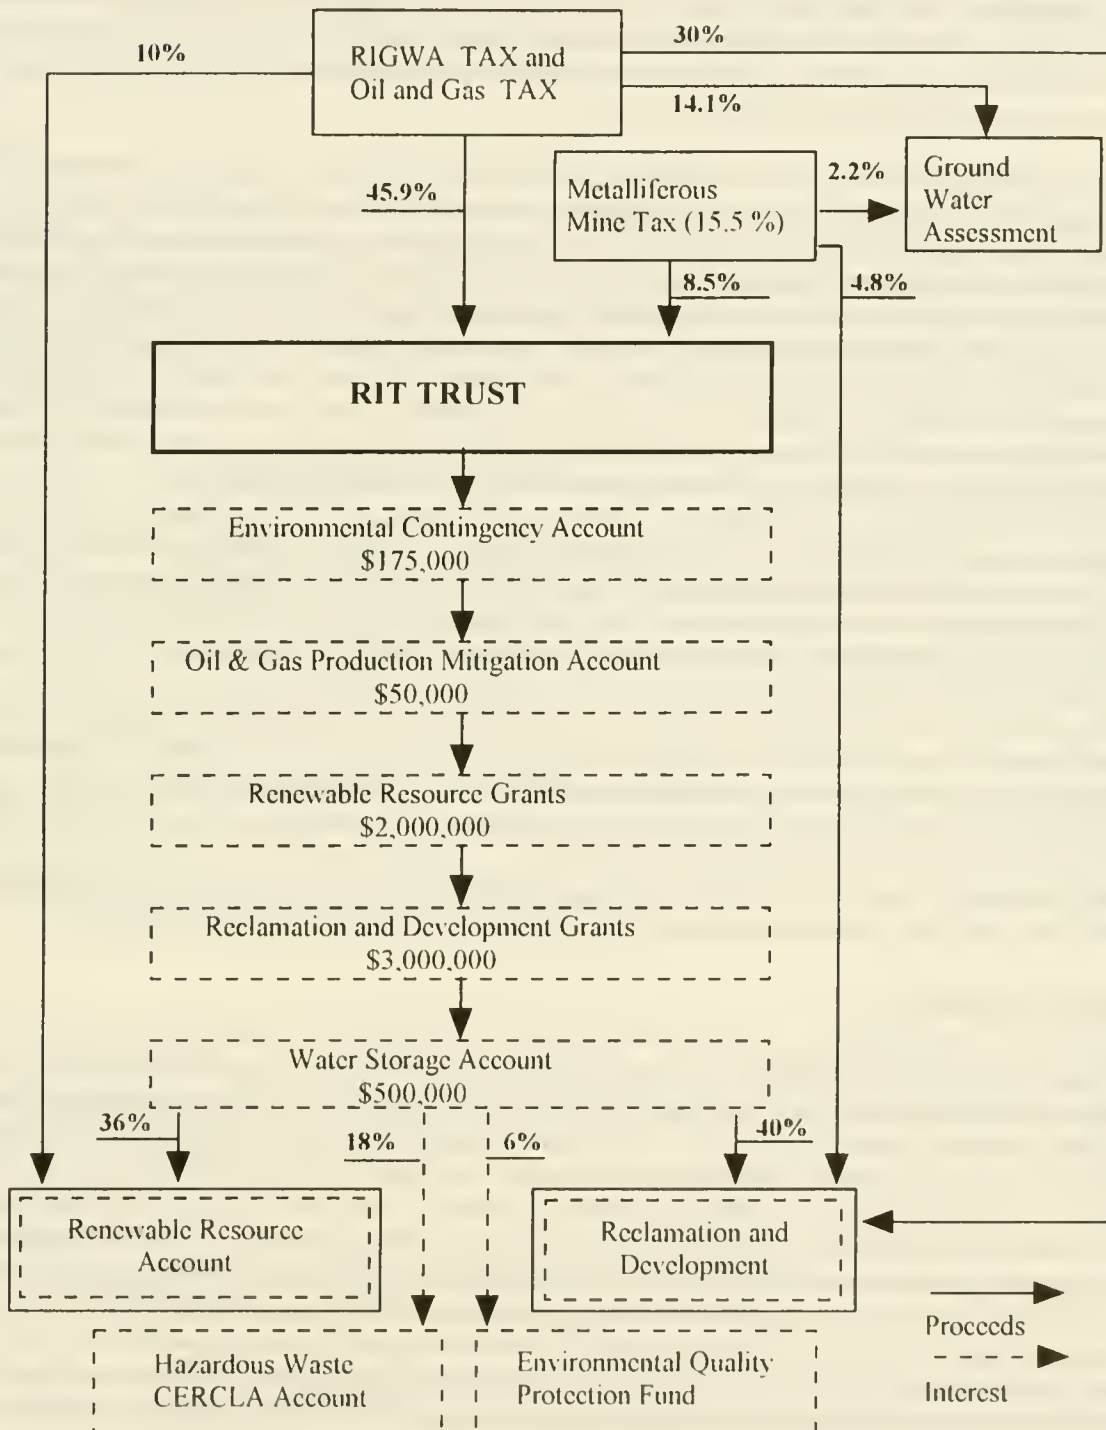 10%
RIGWA TAX and
Oil and Gas TAX
30%
14.1%
45.9%
Metalliferous
Mine Tax (15.5 %)
2.2%
Ground
Water
Assessment
8.5%
4.8%
RIT TRUST
Environmental Contingency Account
$175,000
Oil & Gas Production Mitigation Account
$50,000
Renewable Resource Grants
$2,000,000
Reclamation and Development Grants
$3,000,000
Water Storage Account
$500,000
36%
18%
6%
40%
Renewable Resource
Account
Reclamation and
Development
Proceeds
Interest
Hazardous Waste
CERCLA Account
Environmental Quality
Protection Fund